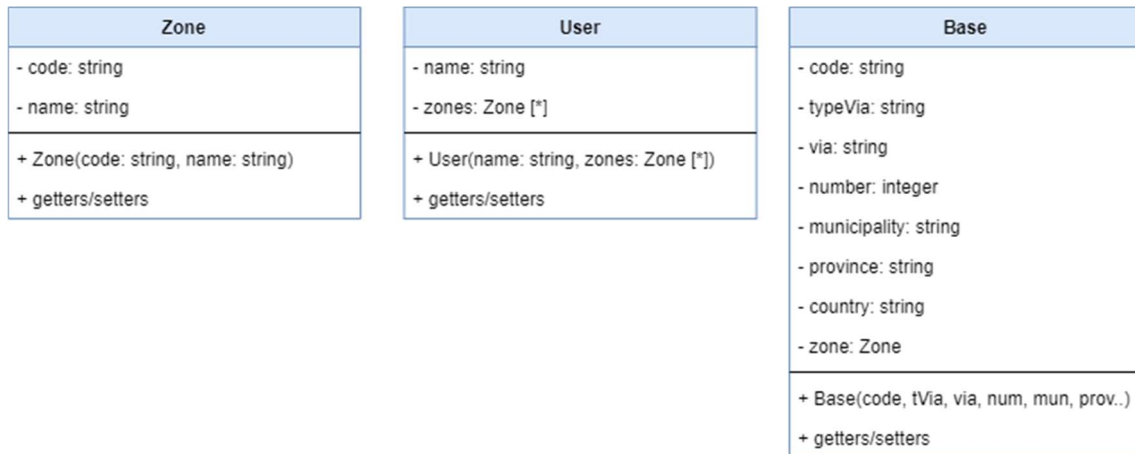 Zone
- code: string
- name: string
+ Zone(code: string, name: string)
+ getters/setters
User
- name: string
- zones: Zone [*]
+ User(name: string, zones: Zone [*])
+ getters/setters
Base
- code: string
- typeVia: string
- via: string
- number: integer
- municipality: string
- province: string
- country: string
- zone: Zone
+ Base(code, tVia, via, num, mun, prov..)
+ getters/setters